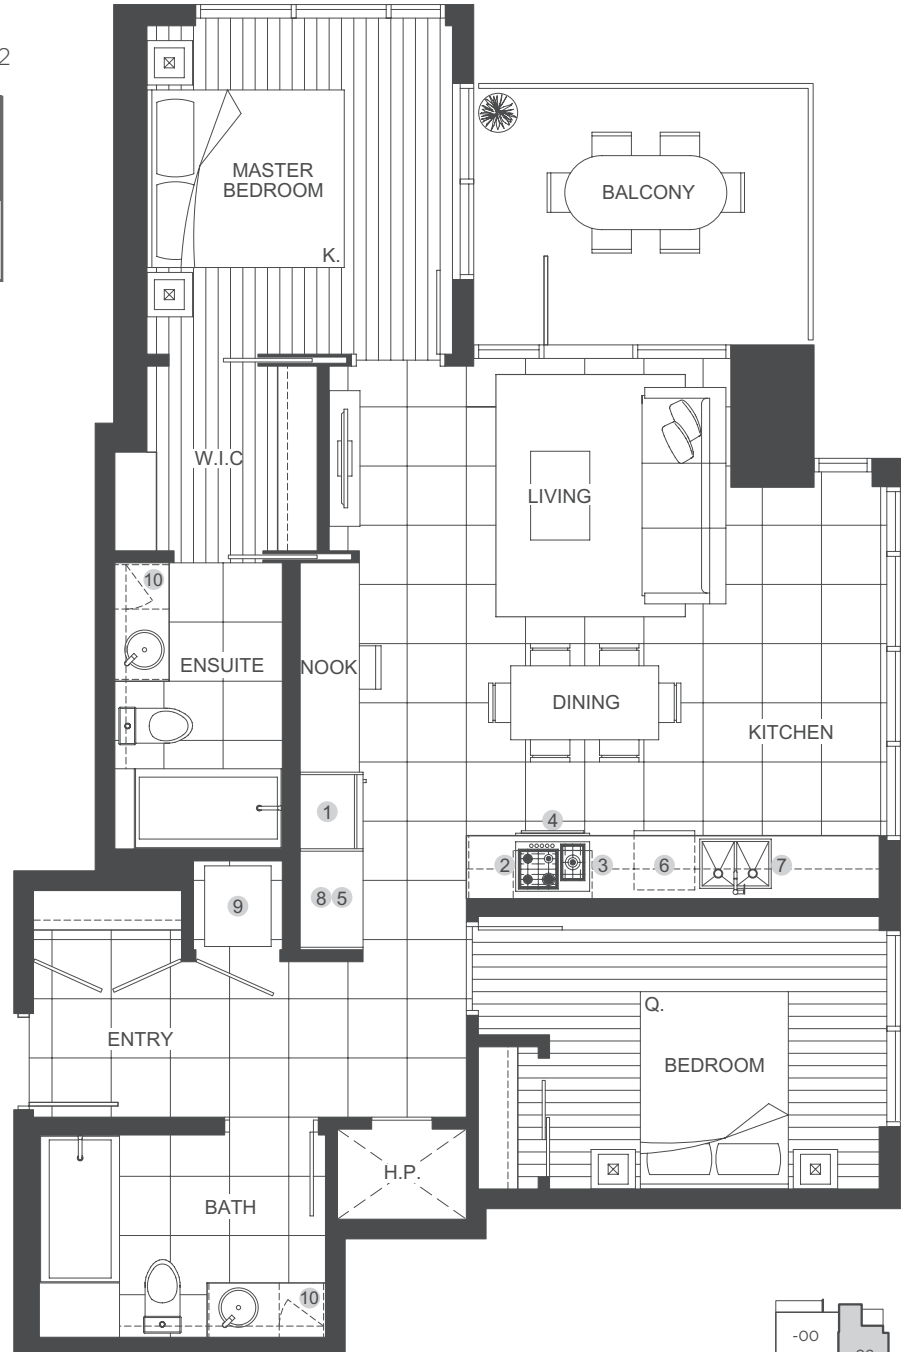 2
MASTER
BEDROOM
K.
BALCONY
W.I.C
LIVING
10
ENSUITE
NOOK
DINING
KITCHEN
1
4
2
3
6
7
8 5
9
ENTRY
Q.
BEDROOM
H.P.
BATH
10
-00